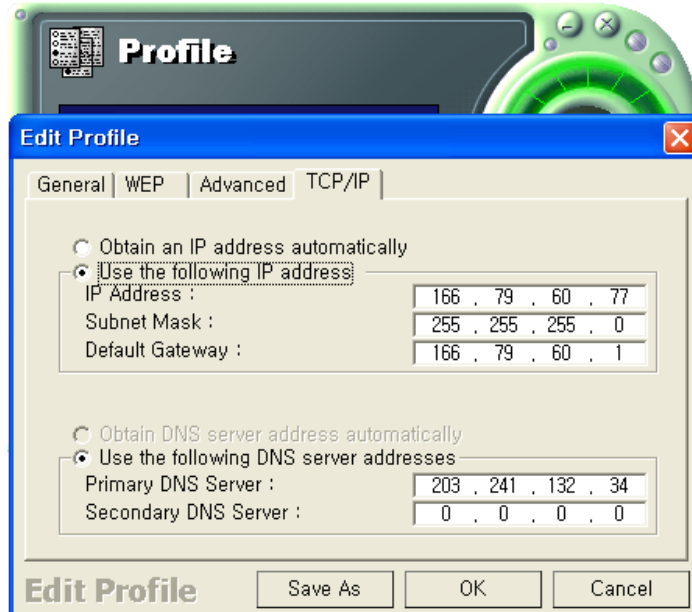 Profile
Edit Profile
General WEP Advanced TCP/IP
Obtain an IP address automatically
Use the following IP address
IP Address : 166 . 79 . 60 . 77
Subnet Mask : 255 . 255 . 255 . 0
Default Gateway : 166 . 79 . 60 . 1
Obtain DNS server address automatically
Use the following DNS server addresses
Primary DNS Server : 203 . 241 . 132 . 34
Secondary DNS Server : 0 . 0 . 0 . 0
Edit Profile Save As OK Cancel